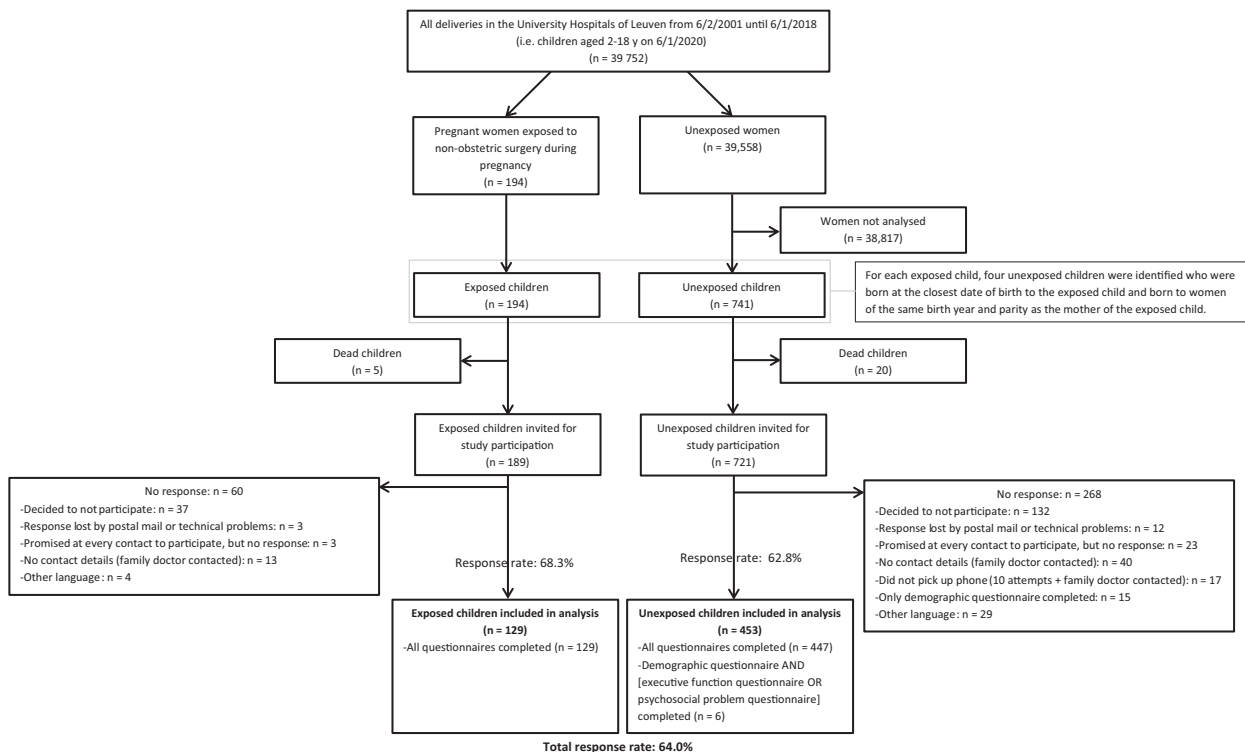 All deliveries in the University Hospitals of Leuven from 6/2/2001 until 6/1/2018
(i.e. children aged 2-18 y on 6/1/2020)
(n = 39 752)
Pregnant women exposed to
non-obstetric surgery during
pregnancy
(n = 194)
Unexposed women
(n = 39,558)
Women not analysed
(n = 38,817)
Exposed children
(n = 194)
Unexposed children
(n = 741)
For each exposed child, four unexposed children were identified who were
born at the closest date of birth to the exposed child and born to women
of the same birth year and parity as the mother of the exposed child.
Dead children
(n = 5)
Dead children
(n = 20)
Exposed children invited for
study participation
(n = 189)
Unexposed children invited for
study participation
(n = 721)
No response: n = 60
-Decided to not participate: n = 37
-Response lost by postal mail or technical problems: n = 3
-Promised at every contact to participate, but no response: n = 3
-No contact details (family doctor contacted): n = 13
-Other language: n = 4
Response rate: 68.3%
Response rate: 62.8%
No response: n = 268
-Decided to not participate: n = 132
-Response lost by postal mail or technical problems: n = 12
-Promised at every contact to participate, but no response: n = 23
-No contact details (family doctor contacted): n = 40
-Did not pick up phone (10 attempts + family doctor contacted): n = 17
-Only demographic questionnaire completed: n = 15
-Other language: n = 29
Exposed children included in analysis
(n = 129)
-All questionnaires completed (n = 129)
Unexposed children included in analysis
(n = 453)
-All questionnaires completed (n = 447)
-Demographic questionnaire AND
[executive function questionnaire OR
psychosocial problem questionnaire]
completed (n = 6)
Total response rate: 64.0%